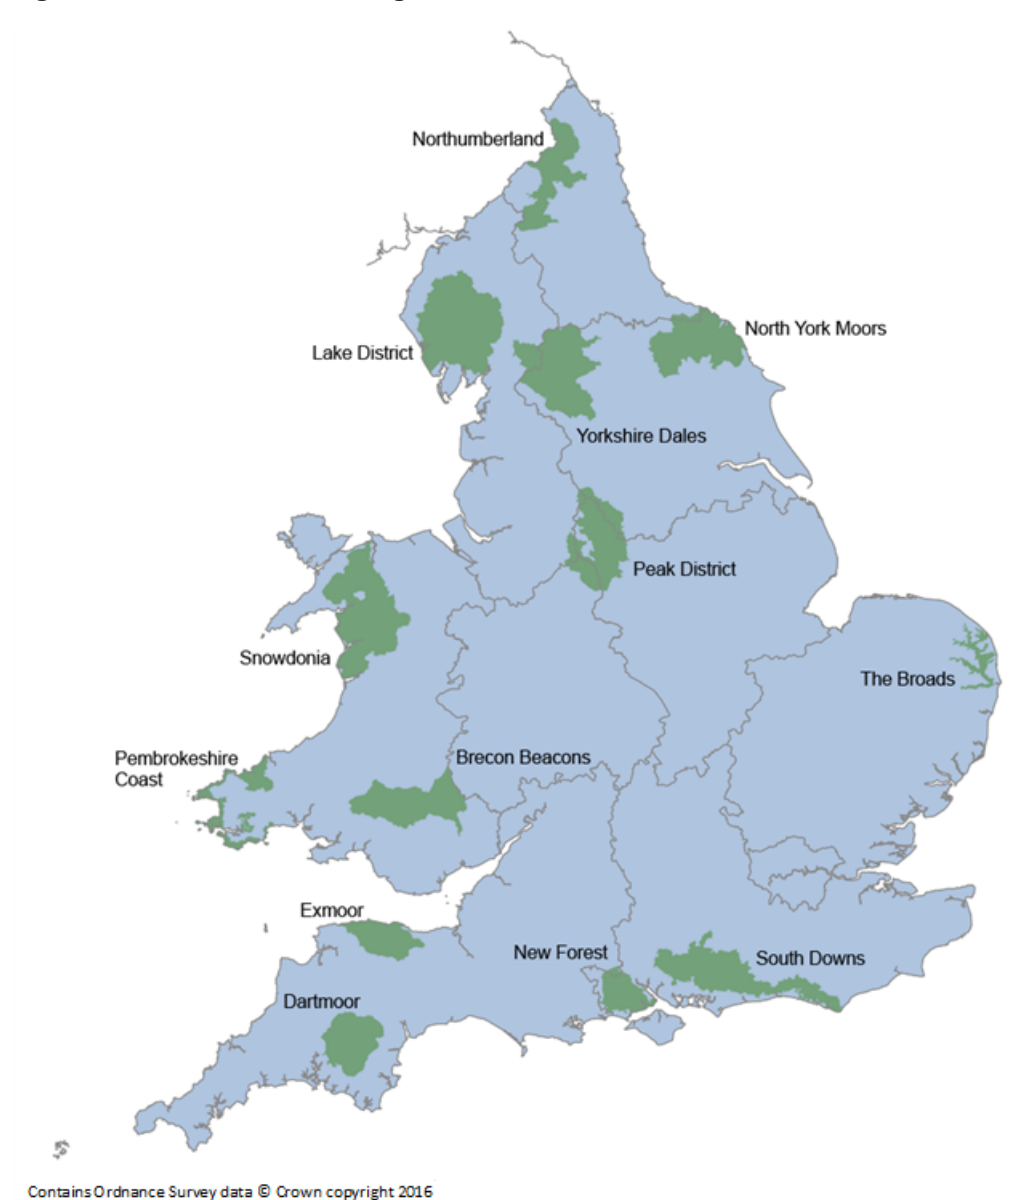 Northumberland
North York Moors
Lake District
Yorkshire Dales
Peak District
Snowdonia
The Broads
Pembrokeshire
Coast
Brecon Beacons
Exmoor
New Forest
South Downs
Dartmoor
Contains Ordnance Survey data © Crown copyright 2016